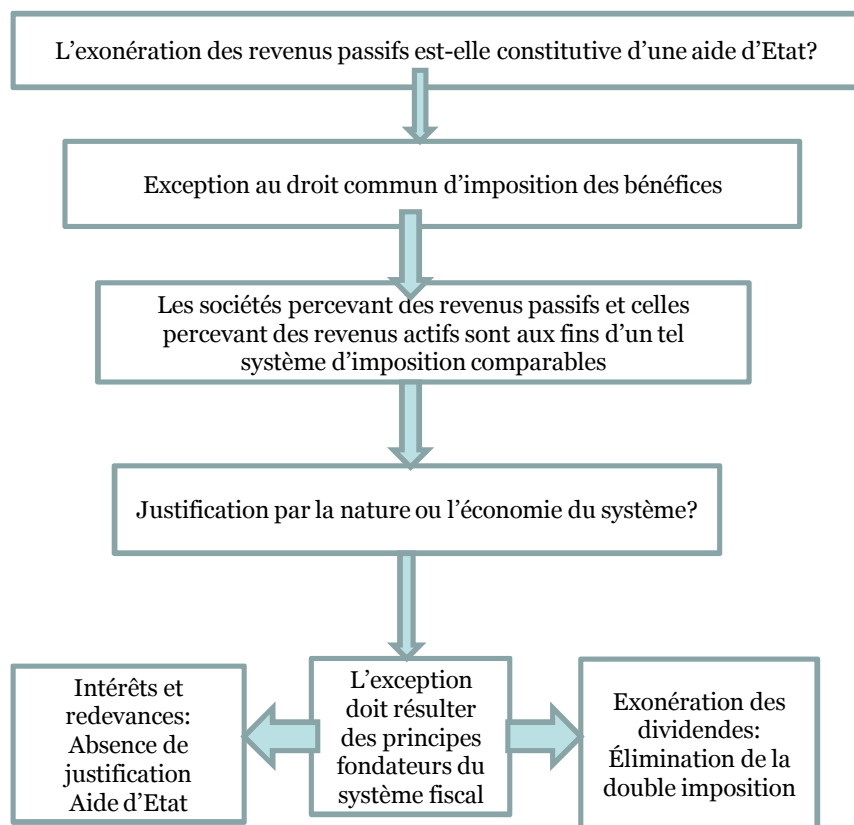 L’exonération des revenus passifs est-elle constitutive d’une aide d’Etat?
Exception au droit commun d’imposition des bénéfices
Les sociétés percevant des revenus passifs et celles
percevant des revenus actifs sont aux fins d’un tel
système d’imposition comparables
Justification par la nature ou l’économie du système?
Intérêts et
redevances:
Absence de
justification
Aide d’Etat
L’exception
doit résulter
des principes
fondateurs du
système fiscal
Exonération des
dividendes:
Élimination de la
double imposition